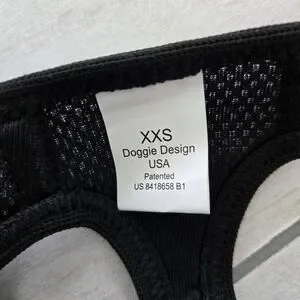 XXS
Doggie Design
USA
Patented
US 8418658 B1